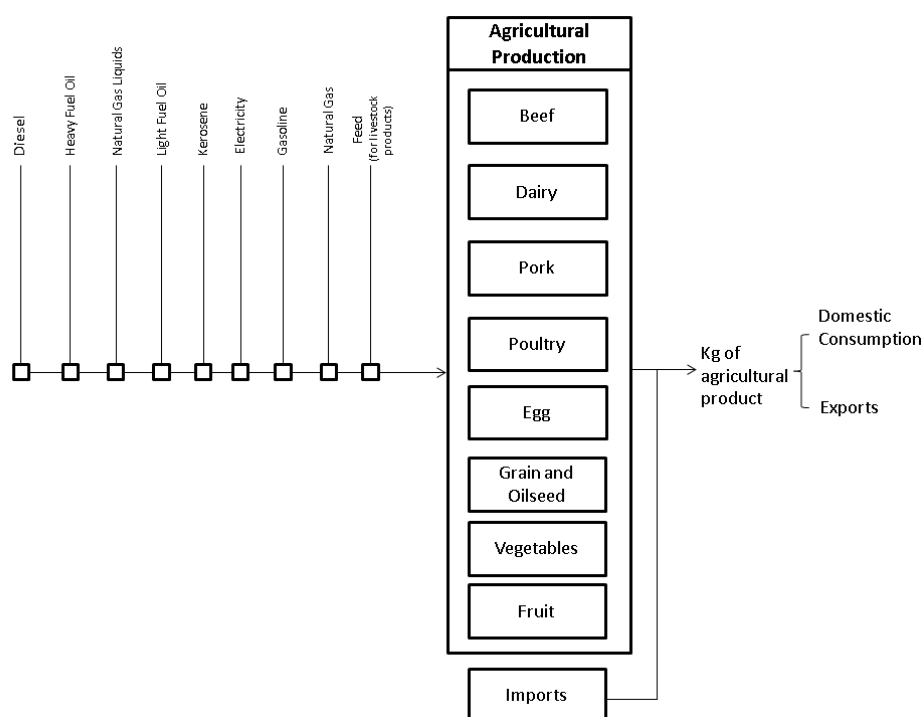 Agricultural
Production
Diesel
Heavy Fuel Oil
Natural Gas Liquids
Light Fuel Oil
Kerosene
Electricity
Gasoline
Natural Gas
Feed
(for livestock
products)
Beef
Dairy
Pork
Poultry
Egg
Grain and
Oilseed
Vegetables
Fruit
Imports
Kg of
agricultural
product
Domestic
Consumption
Exports